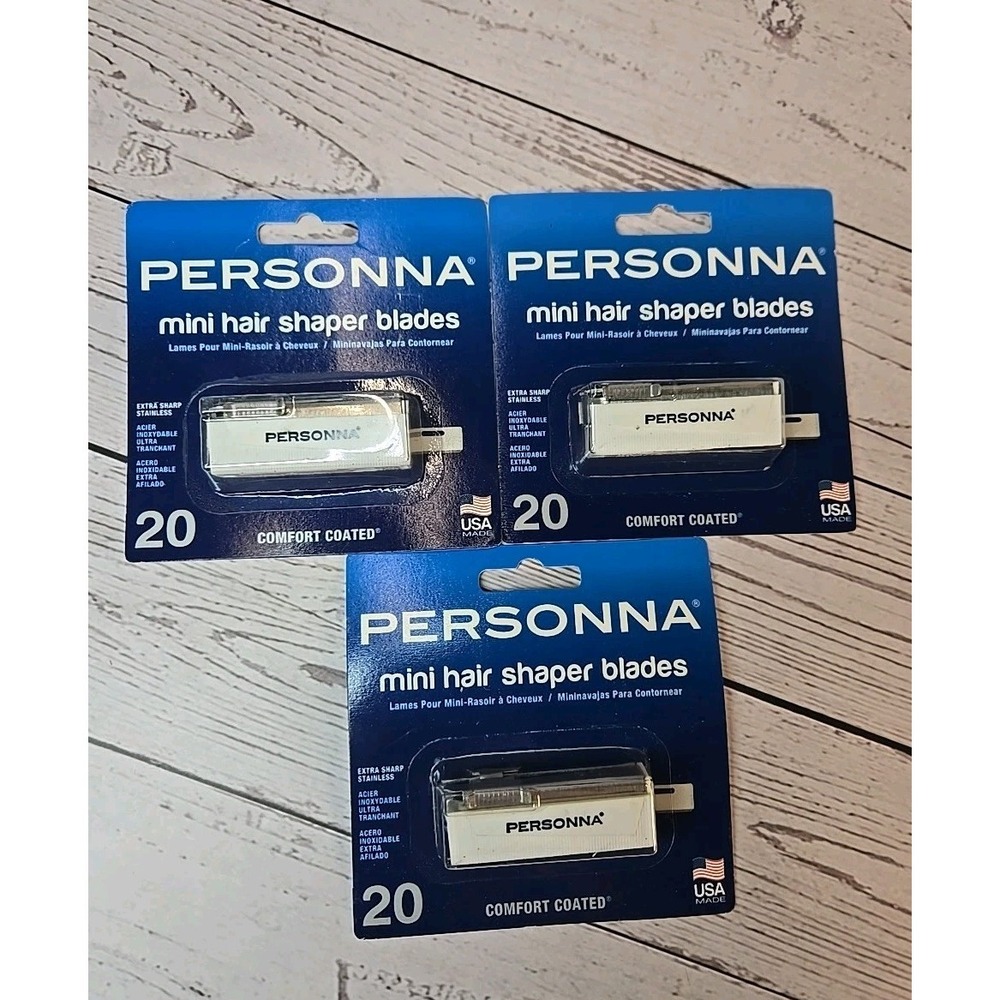 PERSONNA®
mini hair shaper blades
Lames Pour Mini-Rasoir à Cheveux / Mininavajas Para Contornear
EXTRA SHARP
STAINLESS
ACIER
INOXYDABLE
ULTRA
TRANCHANT
ACERO
INOXIDABLE
EXTRA
AFILADO
PERSONNA®
20
COMFORT COATED®
USA
MADE
PERSONNA®
mini hair shaper blades
Lames Pour Mini-Rasoir à Cheveux / Mininavajas Para Contornear
EXTRA SHARP
STAINLESS
ACIER
INOXYDABLE
ULTRA
TRANCHANT
ACERO
INOXIDABLE
EXTRA
AFILADO
PERSONNA®
20
COMFORT COATED®
USA
MADE
PERSONNA®
mini hair shaper blades
Lames Pour Mini-Rasoir à Cheveux / Mininavajas Para Contornear
EXTRA SHARP
STAINLESS
ACIER
INOXYDABLE
ULTRA
TRANCHANT
ACERO
INOXIDABLE
EXTRA
AFILADO
PERSONNA®
20
COMFORT COATED®
USA
MADE